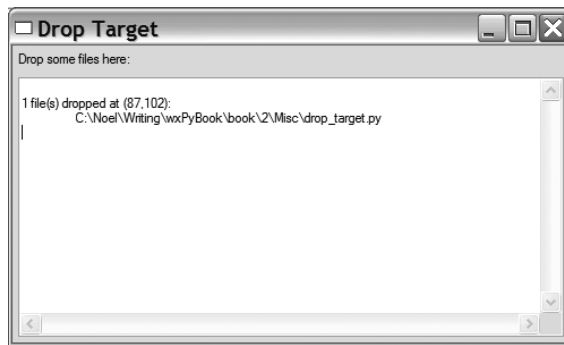 Drop Target
Drop some files here:
1 file(s) dropped at (87,102):
C:\Noel\Writing\wxPyBook\book\2\Misc\drop_target.py